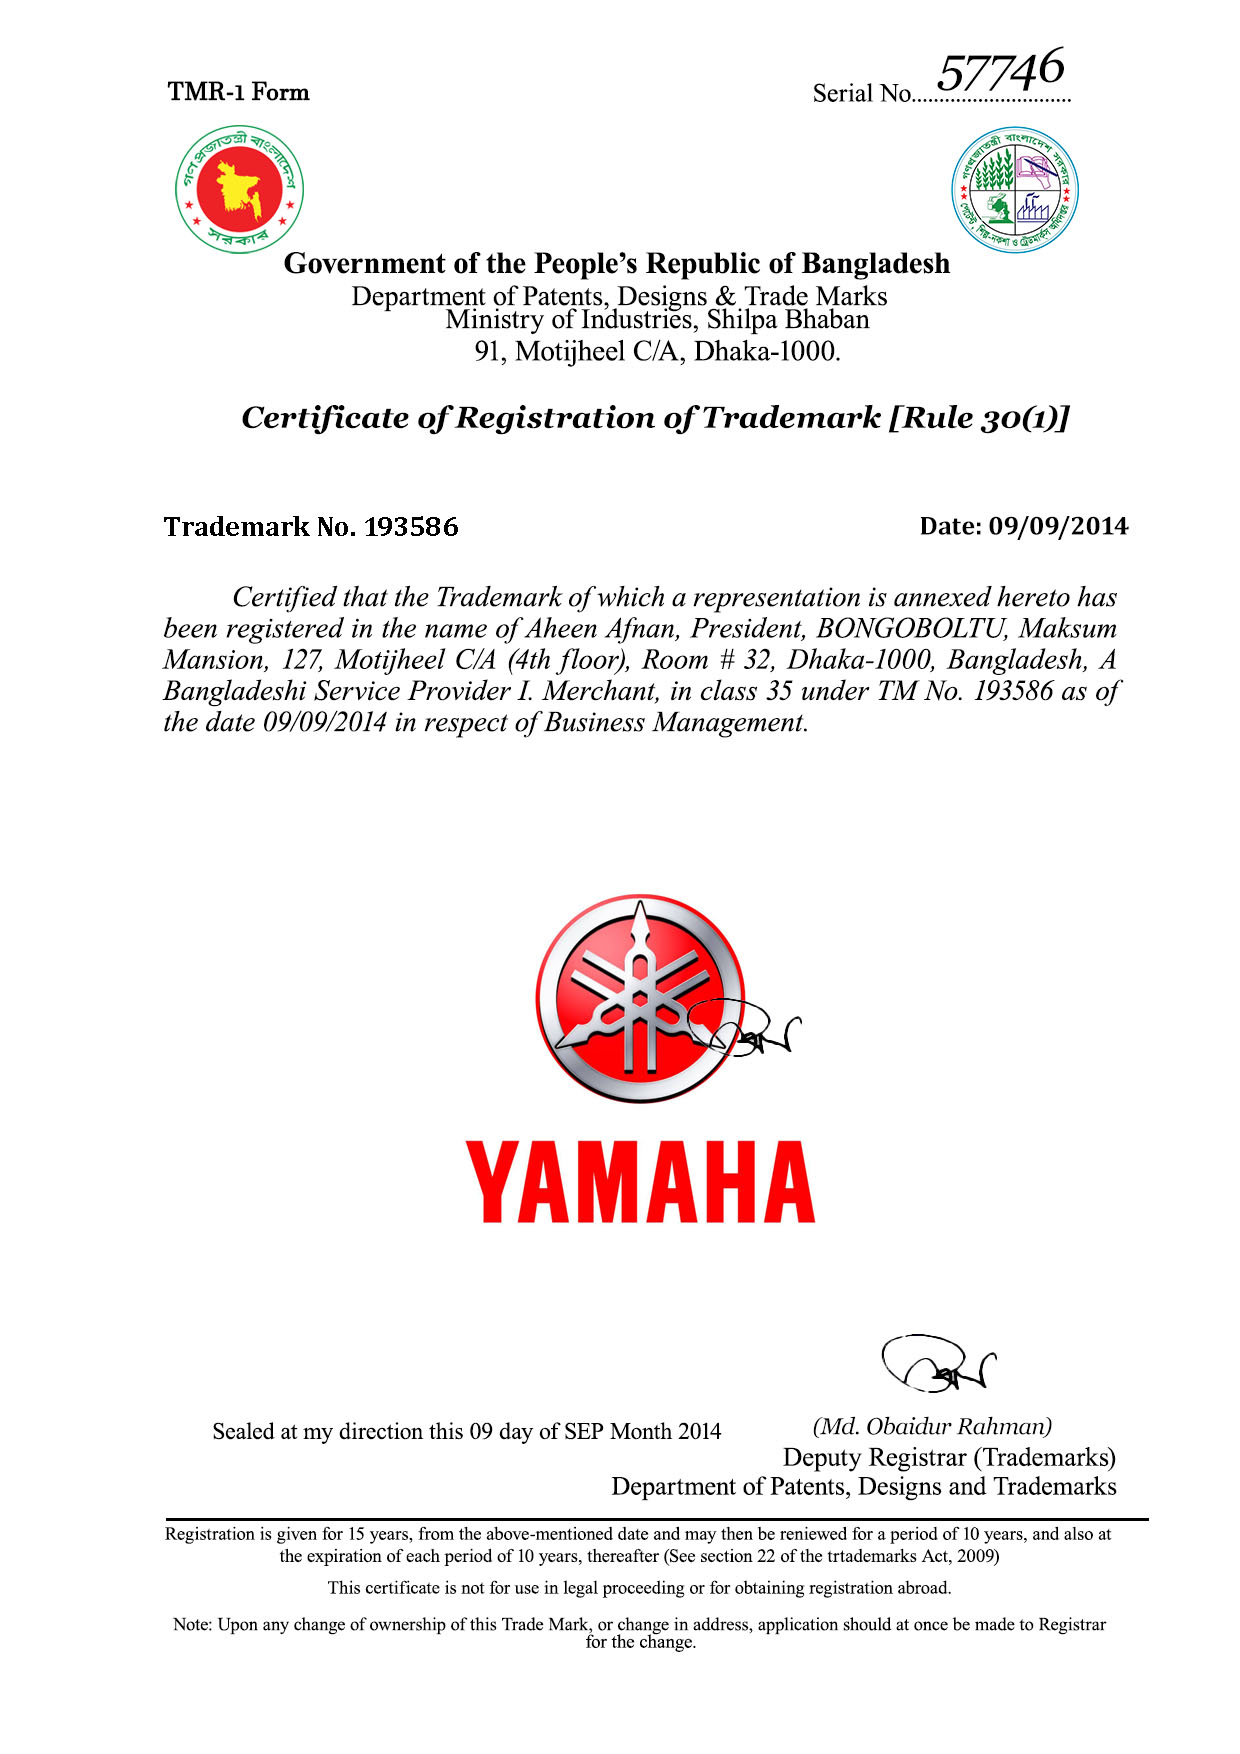 TMR-1 Form
Serial No.............................
57746
গণপ্রজাতন্ত্রী বাংলাদেশ
সরকার
গণপ্রজাতন্ত্রী বাংলাদেশ সরকার
পেটেন্ট, শিল্প-নকশা ও ট্রেডমার্কস অধিদপ্তর
Government of the People’s Republic of Bangladesh
Department of Patents, Designs & Trade Marks
Ministry of Industries, Shilpa Bhaban
91, Motijheel C/A, Dhaka-1000.
Certificate of Registration of Trademark [Rule 30(1)]
Trademark No. 193586
Date: 09/09/2014
Certified that the Trademark of which a representation is annexed hereto has
been registered in the name of Aheen Afnan, President, BONGOBOLTU, Maksum
Mansion, 127, Motijheel C/A (4th floor), Room # 32, Dhaka-1000, Bangladesh, A
Bangladeshi Service Provider I. Merchant, in class 35 under TM No. 193586 as of
the date 09/09/2014 in respect of Business Management.
YAMAHA
Sealed at my direction this 09 day of SEP Month 2014
(Md. Obaidur Rahman)
Deputy Registrar (Trademarks)
Department of Patents, Designs and Trademarks
Registration is given for 15 years, from the above-mentioned date and may then be reniewed for a period of 10 years, and also at
the expiration of each period of 10 years, thereafter (See section 22 of the trtademarks Act, 2009)
This certificate is not for use in legal proceeding or for obtaining registration abroad.
Note: Upon any change of ownership of this Trade Mark, or change in address, application should at once be made to Registrar
for the change.